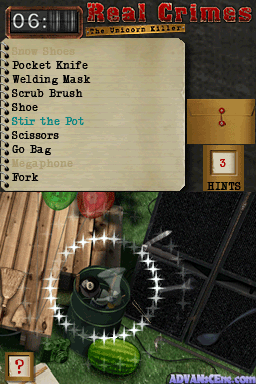 06:
Real Crimes
The Unicorn Killer
Snow Shoes
Pocket Knife
Welding Mask
Scrub Brush
Shoe
Stir the Pot
Scissors
Go Bag
Megaphone
Fork
3
HINTS
?
ADVANsCEne.com